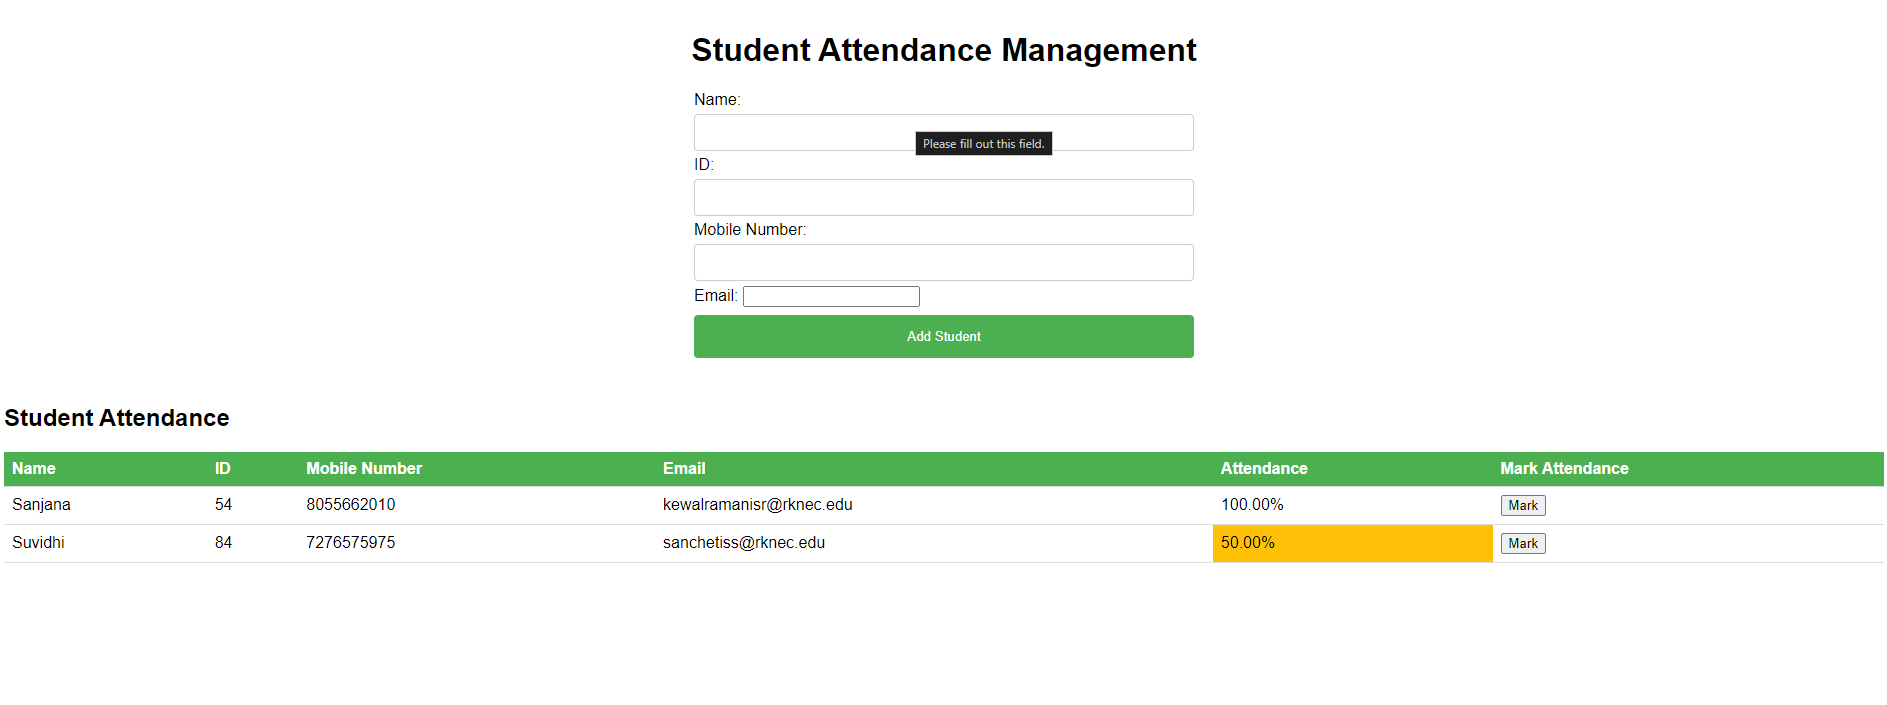 Student Attendance Management
Name:
Please fill out this field.
ID:
Mobile Number:
Email:
Add Student
Student Attendance
Name ID Mobile Number Email Attendance Mark Attendance
Sanjana 54 8055662010 kewalramanisr@rknec.edu 100.00% Mark
Suvidhi 84 7276575975 sanchetiss@rknec.edu 50.00% Mark